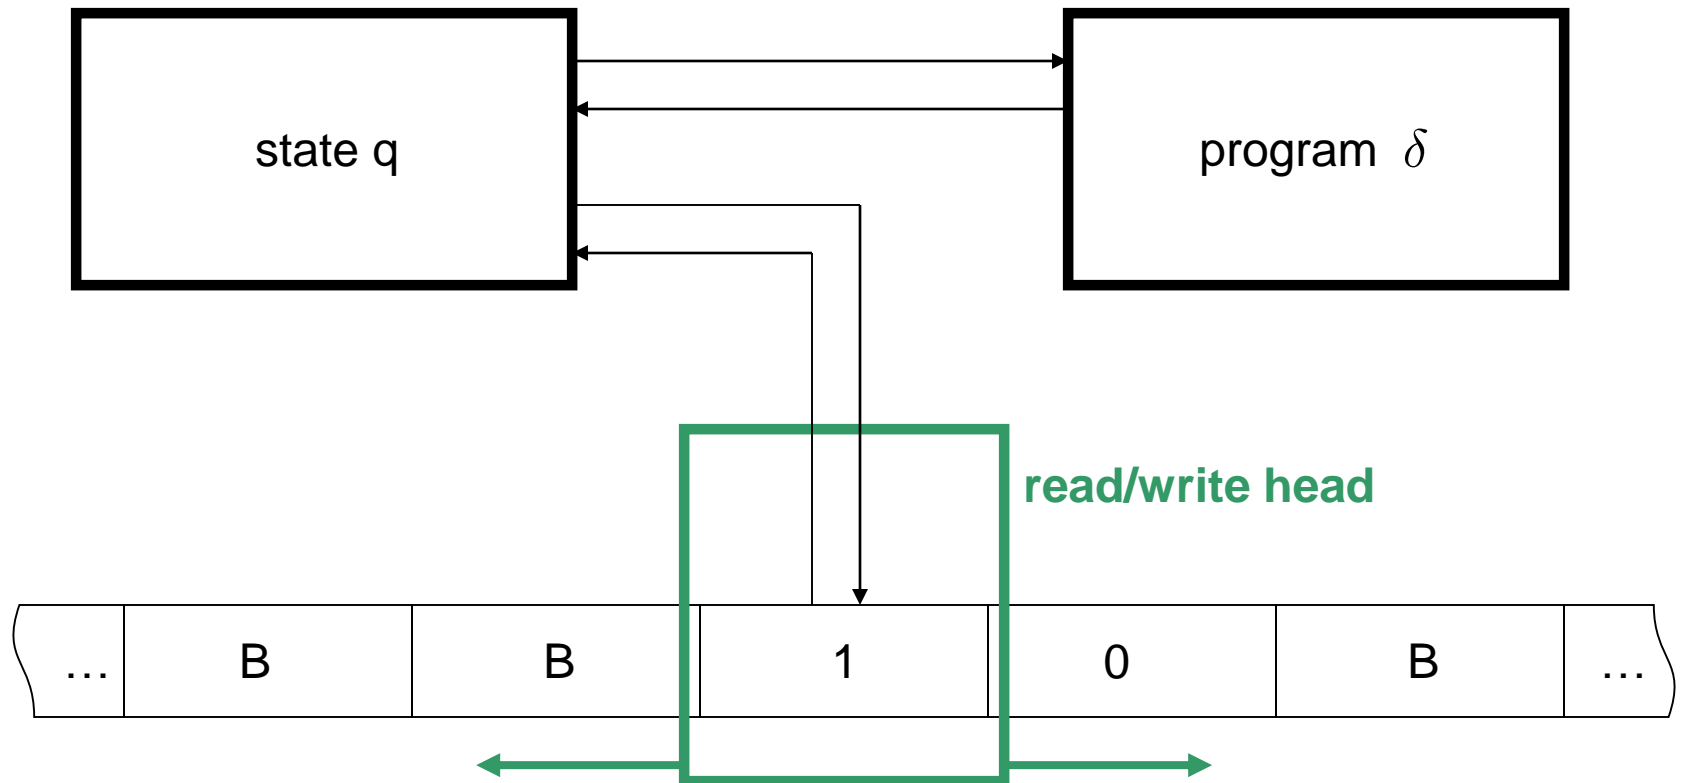 state q
program δ
read/write head
… B B 1 0 B …